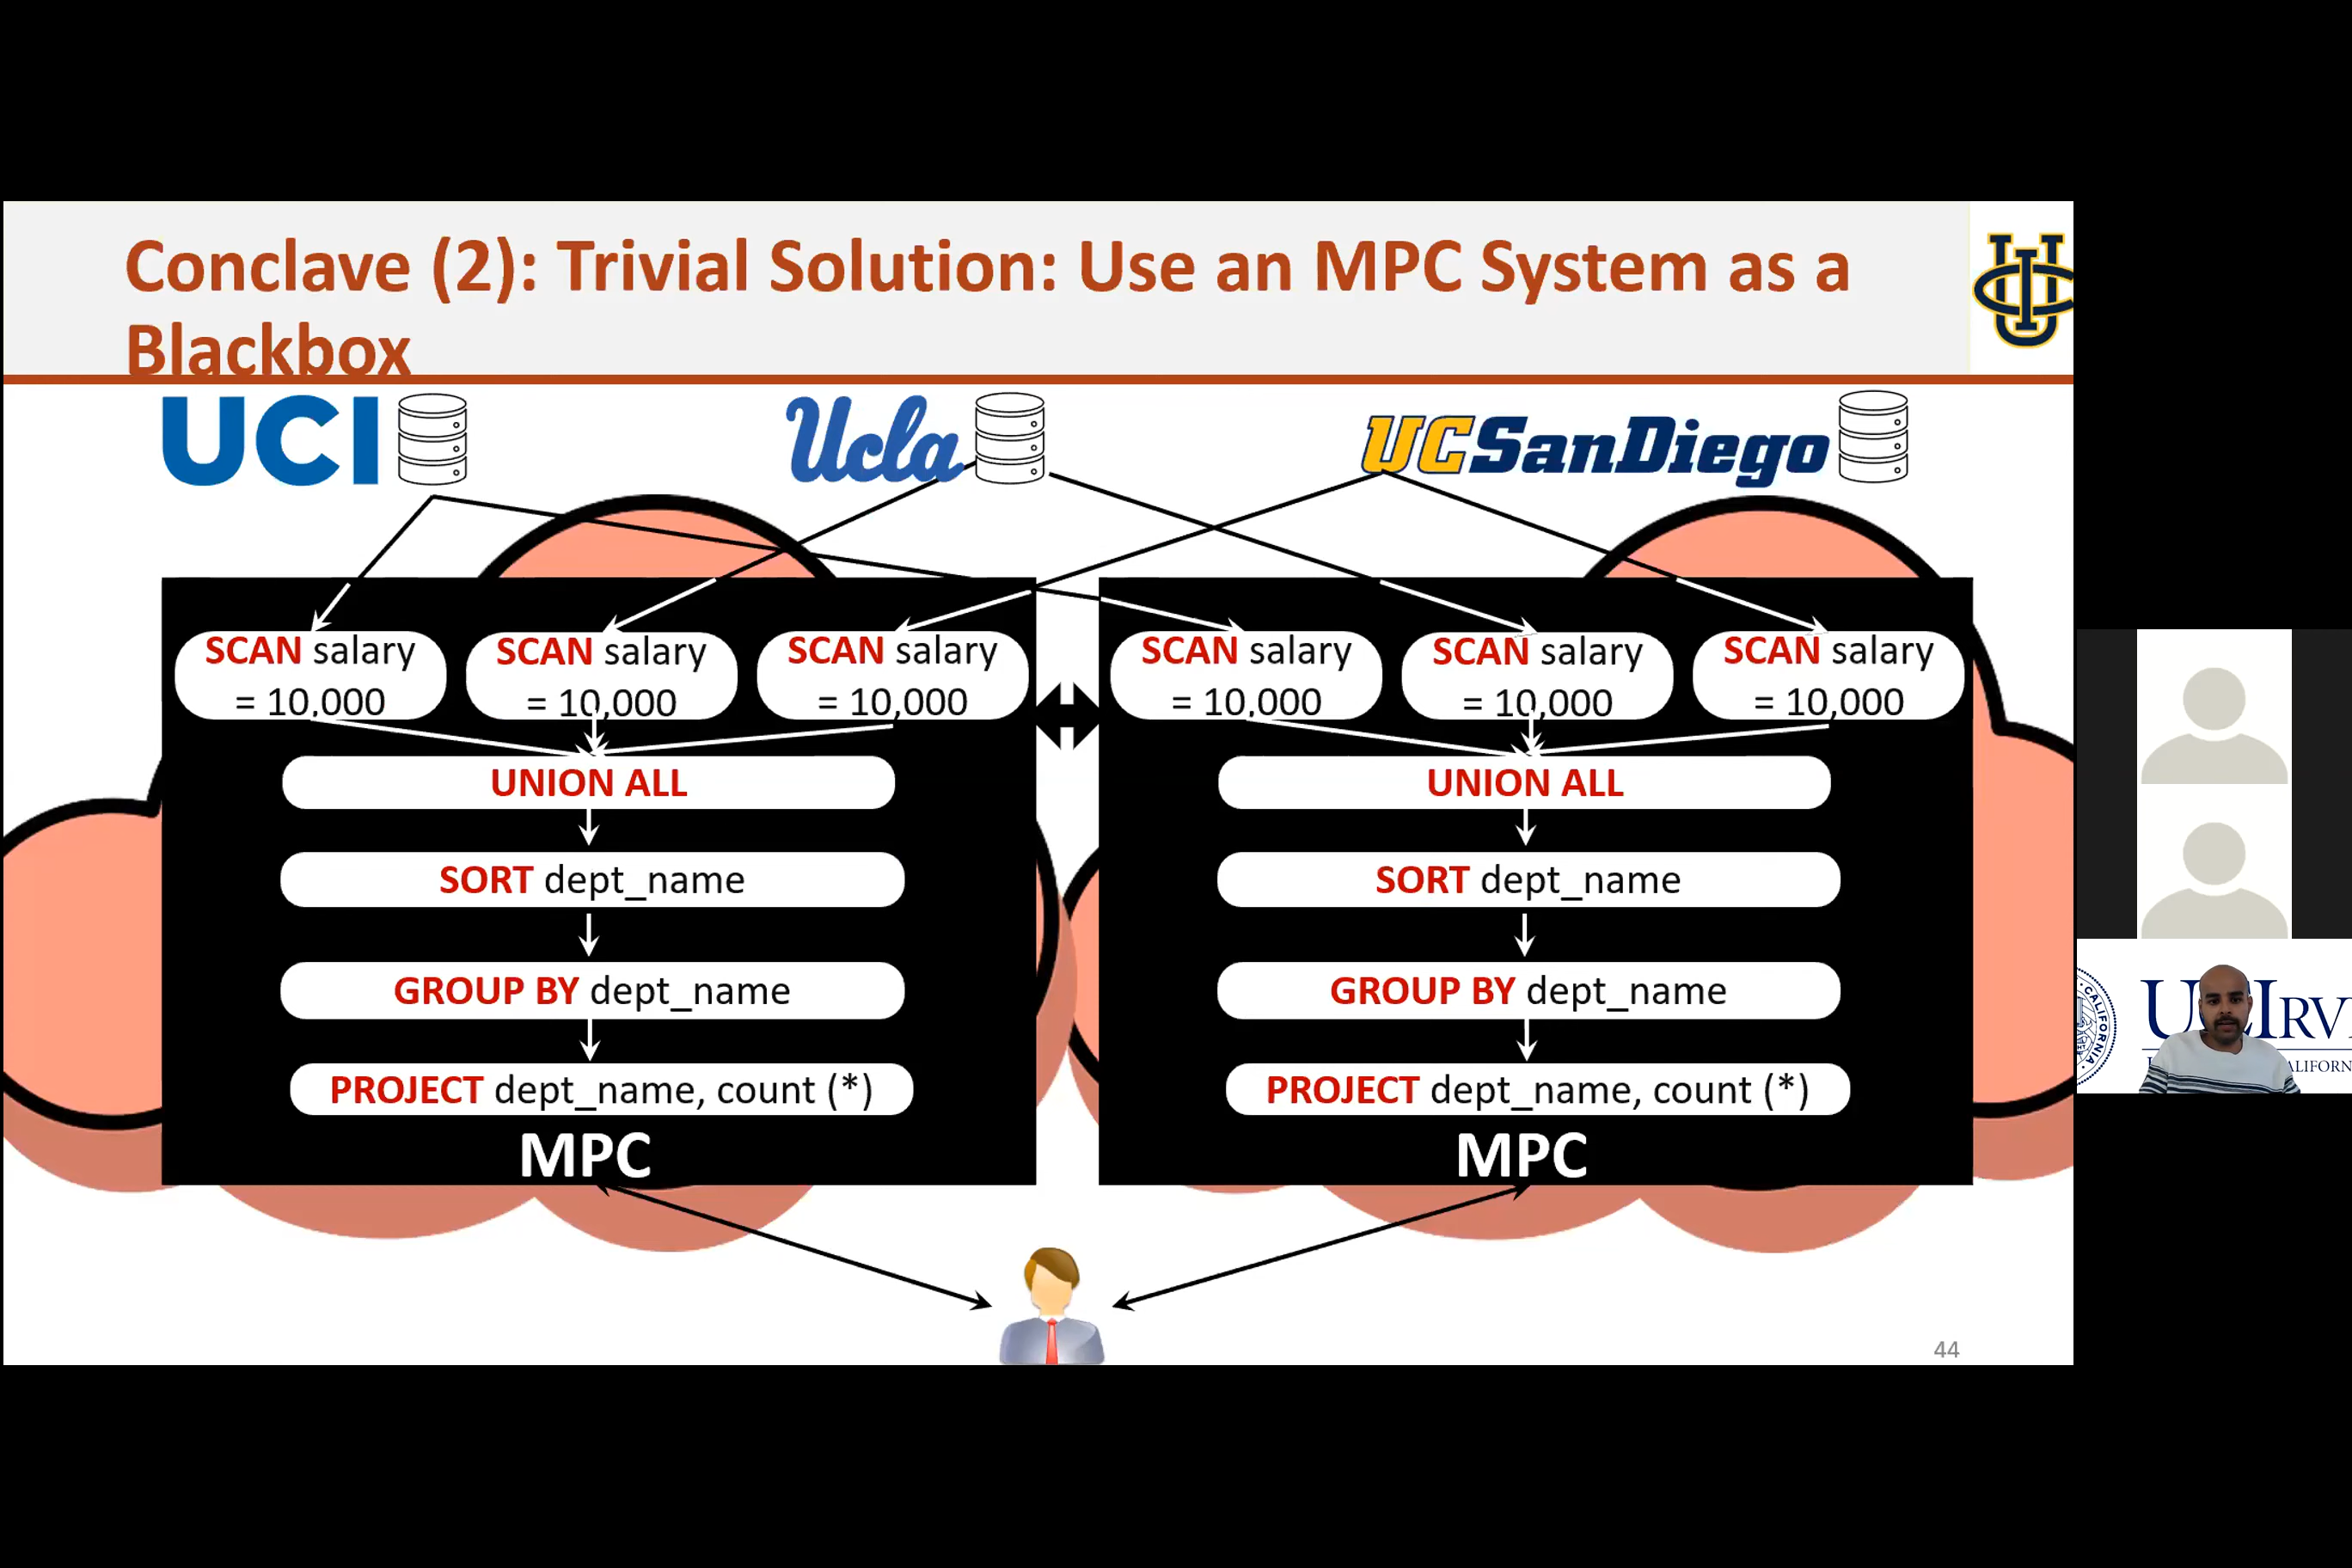 Conclave (2): Trivial Solution: Use an MPC System as a
Blackbox
UCI
Ucla
UCSanDiego
SCAN salary
= 10,000
SCAN salary
= 10,000
SCAN salary
= 10,000
SCAN salary
= 10,000
SCAN salary
= 10,000
SCAN salary
= 10,000
UNION ALL
UNION ALL
SORT dept_name
SORT dept_name
GROUP BY dept_name
GROUP BY dept_name
PROJECT dept_name, count (*)
PROJECT dept_name, count (*)
MPC
MPC
44